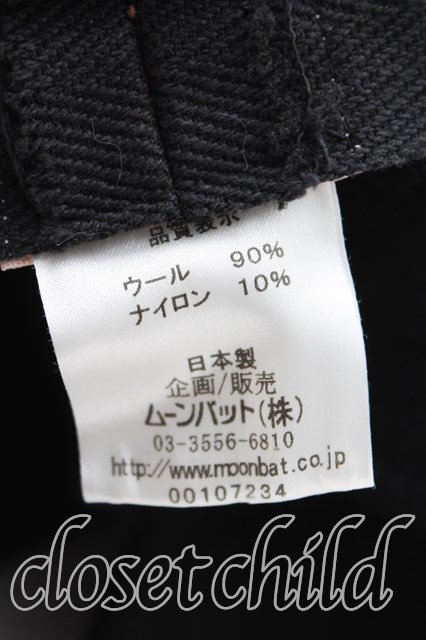 品質表示
ウール 90%
ナイロン 10%
日本製
企画/販売
ムーンバット(株)
03-3556-6810
http://www.moonbat.co.jp
00107234
closet child